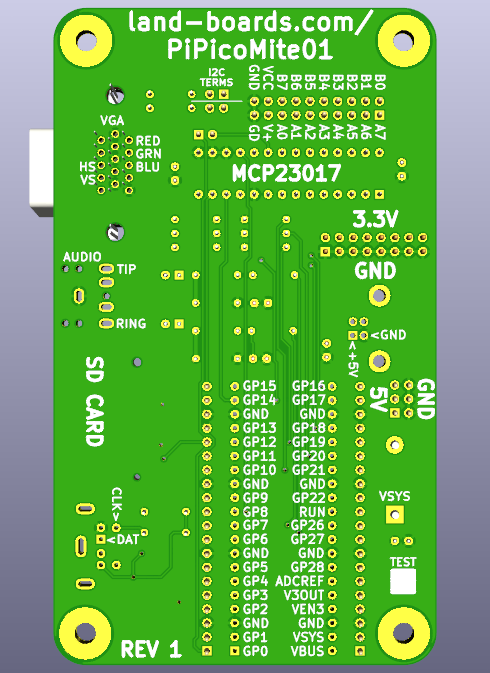 land-boards.com/
PiPicoMite01
I2C
TERMS
GND VCC B7 B6 B5 B4 B3 B2 B1 B0
GD V+ A0 A1 A2 A3 A4 A5 A6 A7
VGA
RED
GRN
HS BLU
VS
MCP23017
3.3V
GND
AUDIO
TIP
RING
<GND
<+5V
SD CARD
5V
GND
GP15 GP16
GP14 GP17
GND GND
GP13 GP18
GP12 GP19
GP11 GP20
GP10 GP21
GND GND
GP9 GP22
GP8 RUN
GP7 GP26
GP6 GP27
GND GND
GP5 GP28
GP4 ADCREF
GP3 V3OUT
GP2 VEN3
GND GND
GP1 VSYS
GP0 VBUS
CLK>
<DAT
VSYS
TEST
REV 1